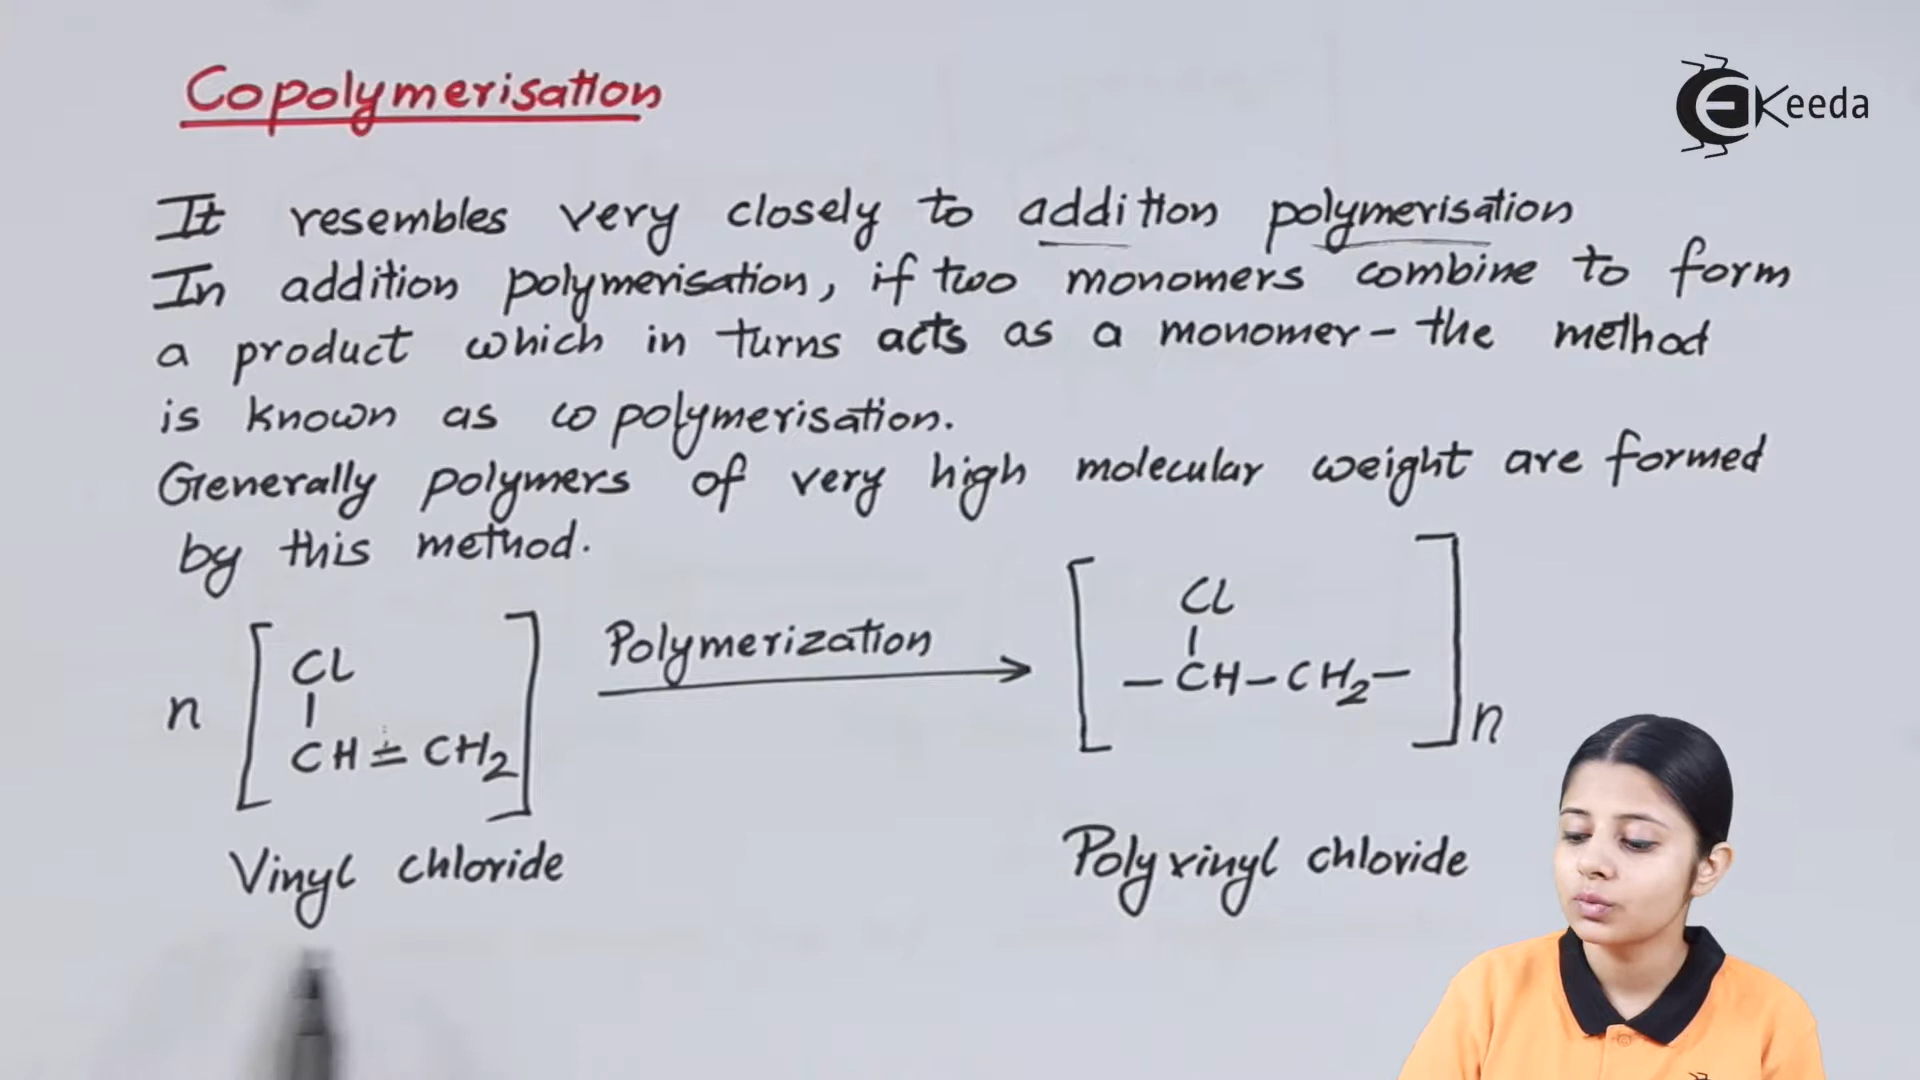 Copolymerisation
Keeda
It resembles very closely to addition polymerisation
In addition polymerisation, if two monomers combine to form
a product which in turns acts as a monomer - the method
is known as co polymerisation.
Generally polymers of very high molecular weight are formed
by this method.
n [ Cl
|
CH = CH2 ]
Polymerization
[ Cl
|
– CH – CH2 – ] n
Vinyl chloride
Polyvinyl chloride